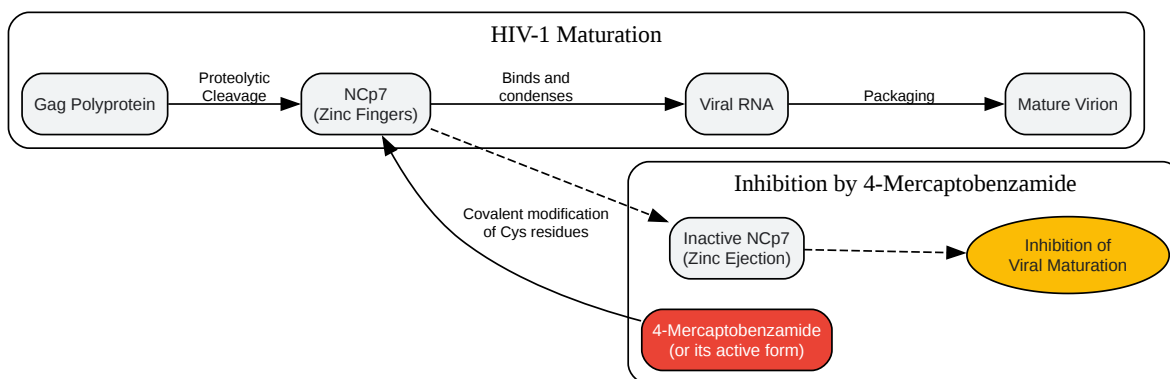 HIV-1 Maturation
Gag Polyprotein
Proteolytic
Cleavage
NCp7
(Zinc Fingers)
Binds and
condenses
Viral RNA
Packaging
Mature Virion
Inhibition by 4-Mercaptobenzamide
Covalent modification
of Cys residues
Inactive NCp7
(Zinc Ejection)
Inhibition of
Viral Maturation
4-Mercaptobenzamide
(or its active form)